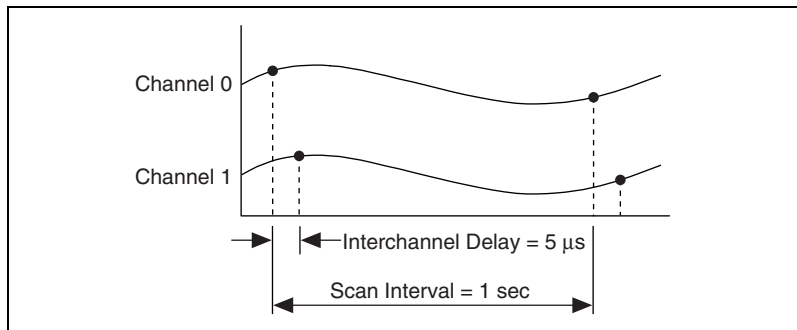 Channel 0
Channel 1
Interchannel Delay = 5 µs
Scan Interval = 1 sec